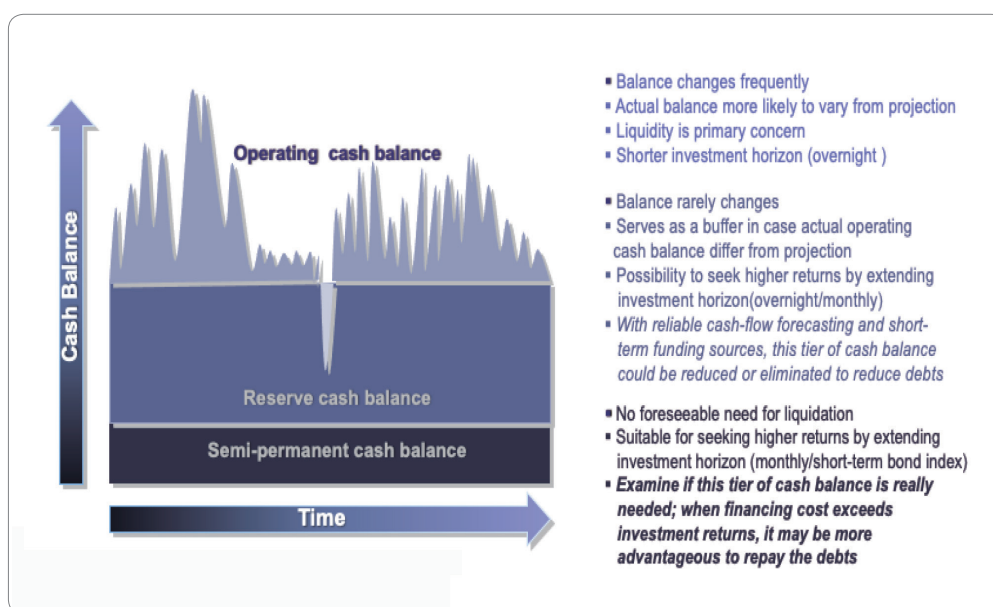 Cash Balance
Operating cash balance
Reserve cash balance
Semi-permanent cash balance
Time
▪ Balance changes frequently
▪ Actual balance more likely to vary from projection
▪ Liquidity is primary concern
▪ Shorter investment horizon (overnight )
▪ Balance rarely changes
▪ Serves as a buffer in case actual operating
cash balance differ from projection
▪ Possibility to seek higher returns by extending
investment horizon(overnight/monthly)
▪ With reliable cash-flow forecasting and short-
term funding sources, this tier of cash balance
could be reduced or eliminated to reduce debts
▪ No foreseeable need for liquidation
▪ Suitable for seeking higher returns by extending
investment horizon (monthly/short-term bond index)
▪ Examine if this tier of cash balance is really
needed; when financing cost exceeds
investment returns, it may be more
advantageous to repay the debts